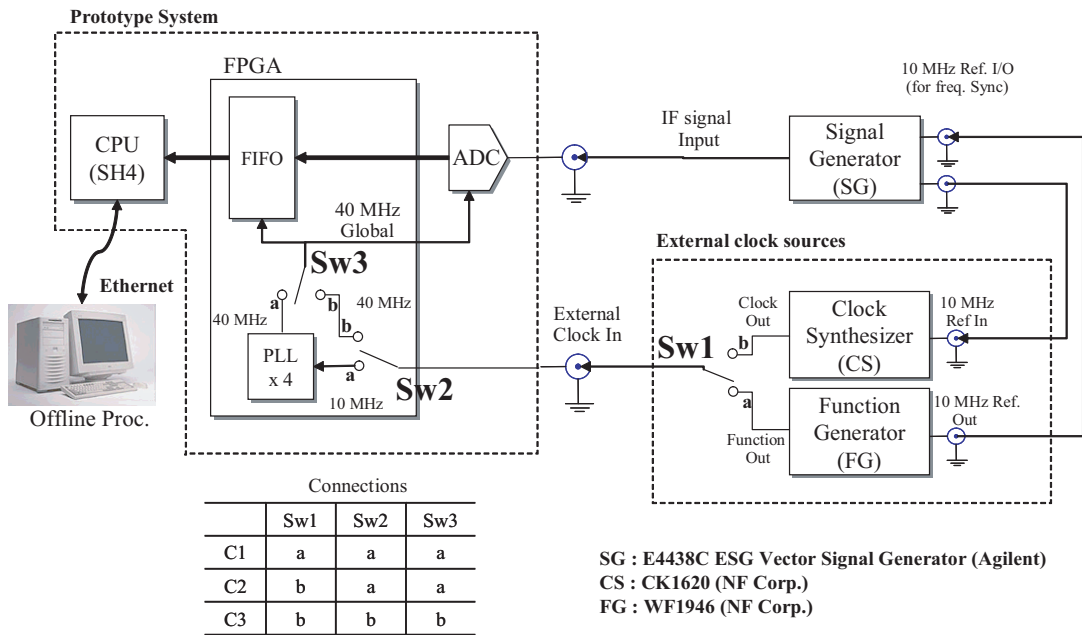 Prototype System
FPGA
CPU
(SH4)
FIFO
ADC
IF signal
Input
Signal
Generator
(SG)
10 MHz Ref. I/O
(for freq. Sync)
40 MHz
Global
Sw3
Ethernet
a
b
40 MHz
40 MHz
b
a
PLL
x 4
10 MHz
Sw2
Offline Proc.
External
Clock In
External clock sources
Sw1
Clock
Out
b
a
Function
Out
Clock
Synthesizer
(CS)
10 MHz
Ref In
Function
Generator
(FG)
10 MHz Ref.
Out
Connections
Sw1 Sw2 Sw3
C1 a a a
C2 b a a
C3 b b b
SG : E4438C ESG Vector Signal Generator (Agilent)
CS : CK1620 (NF Corp.)
FG : WF1946 (NF Corp.)